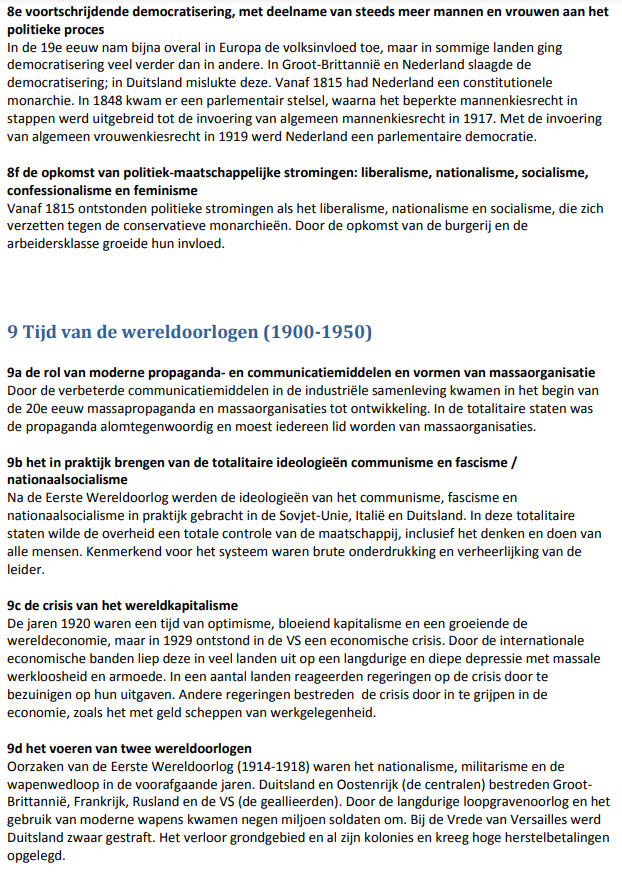 8e voortschrijdende democratisering, met deelname van steeds meer mannen en vrouwen aan het
politieke proces
In de 19e eeuw nam bijna overal in Europa de volksinvloed toe, maar in sommige landen ging
democratisering veel verder dan in andere. In Groot-Brittannië en Nederland slaagde de
democratisering; in Duitsland mislukte deze. Vanaf 1815 had Nederland een constitutionele
monarchie. In 1848 kwam er een parlementair stelsel, waarna het beperkte mannenkiesrecht in
stappen werd uitgebreid tot de invoering van algemeen mannenkiesrecht in 1917. Met de invoering
van algemeen vrouwenkiesrecht in 1919 werd Nederland een parlementaire democratie.
8f de opkomst van politiek-maatschappelijke stromingen: liberalisme, nationalisme, socialisme,
confessionalisme en feminisme
Vanaf 1815 ontstonden politieke stromingen als het liberalisme, nationalisme en socialisme, die zich
verzetten tegen de conservatieve monarchieën. Door de opkomst van de burgerij en de
arbeidersklasse groeide hun invloed.
9 Tijd van de wereldoorlogen (1900-1950)
9a de rol van moderne propaganda- en communicatiemiddelen en vormen van massaorganisatie
Door de verbeterde communicatiemiddelen in de industriële samenleving kwamen in het begin van
de 20e eeuw massapropaganda en massaorganisaties tot ontwikkeling. In de totalitaire staten was
de propaganda alomtegenwoordig en moest iedereen lid worden van massaorganisaties.
9b het in praktijk brengen van de totalitaire ideologieën communisme en fascisme /
nationaalsocialisme
Na de Eerste Wereldoorlog werden de ideologieën van het communisme, fascisme en
nationaalsocialisme in praktijk gebracht in de Sovjet-Unie, Italië en Duitsland. In deze totalitaire
staten wilde de overheid een totale controle van de maatschappij, inclusief het denken en doen van
alle mensen. Kenmerkend voor het systeem waren brute onderdrukking en verheerlijking van de
leider.
9c de crisis van het wereldkapitalisme
De jaren 1920 waren een tijd van optimisme, bloeiend kapitalisme en een groeiende de
wereldeconomie, maar in 1929 ontstond in de VS een economische crisis. Door de internationale
economische banden liep deze in veel landen uit op een langdurige en diepe depressie met massale
werkloosheid en armoede. In een aantal landen reageerden regeringen op de crisis door te
bezuinigen op hun uitgaven. Andere regeringen bestreden  de crisis door in te grijpen in de
economie, zoals het met geld scheppen van werkgelegenheid.
9d het voeren van twee wereldoorlogen
Oorzaken van de Eerste Wereldoorlog (1914-1918) waren het nationalisme, militarisme en de
wapenwedloop in de voorafgaande jaren. Duitsland en Oostenrijk (de centralen) bestreden Groot-
Brittannië, Frankrijk, Rusland en de VS (de geallieerden). Door de langdurige loopgravenoorlog en het
gebruik van moderne wapens kwamen negen miljoen soldaten om. Bij de Vrede van Versailles werd
Duitsland zwaar gestraft. Het verloor grondgebied en al zijn kolonies en kreeg hoge herstelbetalingen
opgelegd.